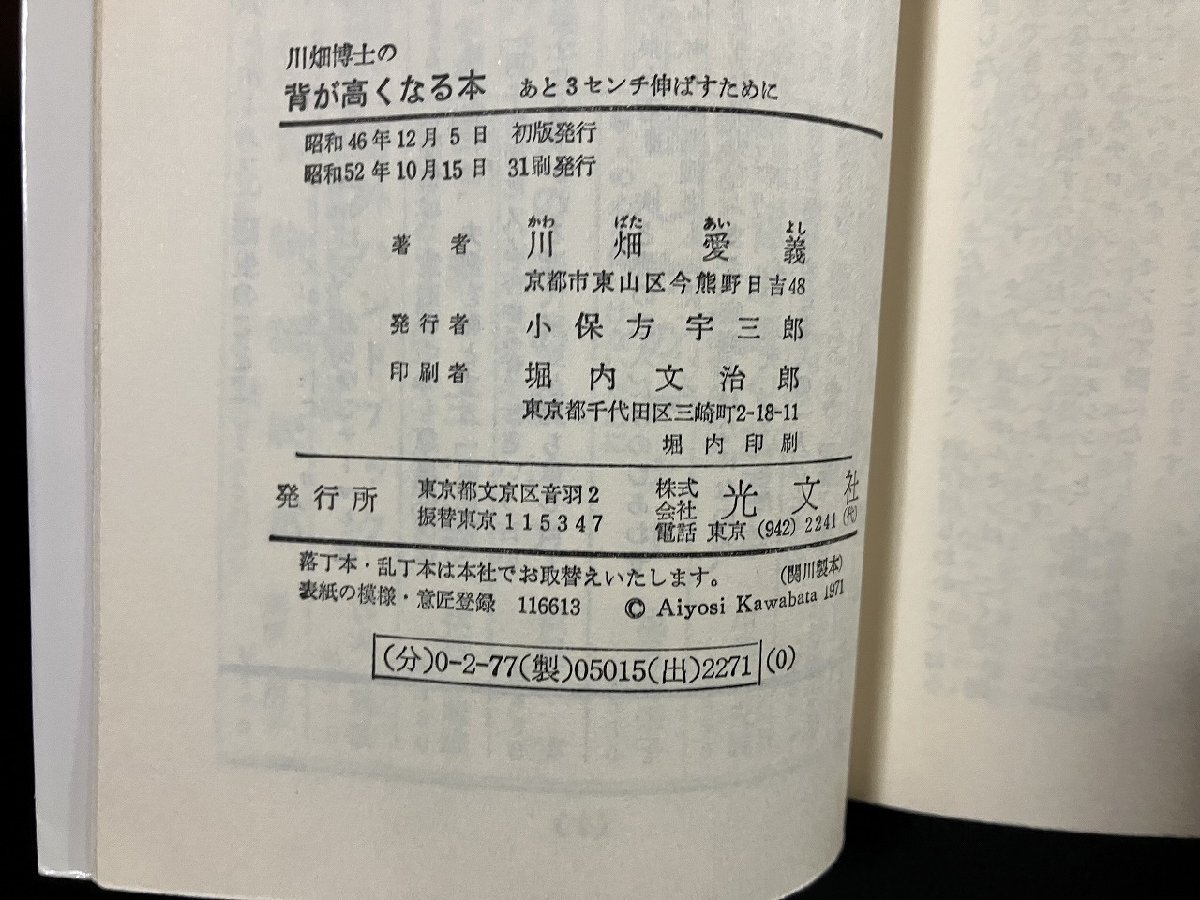 川畑博士の
背が高くなる本 あと3センチ伸ばすために
昭和46年12月5日 初版発行
昭和52年10月15日 31刷発行
かわ ばた あい よし
著者 川畑愛義
京都市東山区今熊野日吉48
発行者 小保方宇三郎
印刷者 堀内文治郎
東京都千代田区三崎町2-18-11
堀内印刷
発行所 東京都文京区音羽2 株式会社 光文社
振替東京115347 電話 東京(942)2241(代)
落丁本・乱丁本は本社でお取替えいたします。 (関川製本)
表紙の模様・意匠登録 116613 © Aiyosi Kawabata 1971
(分)0-2-77(製)05015(出)2271(0)